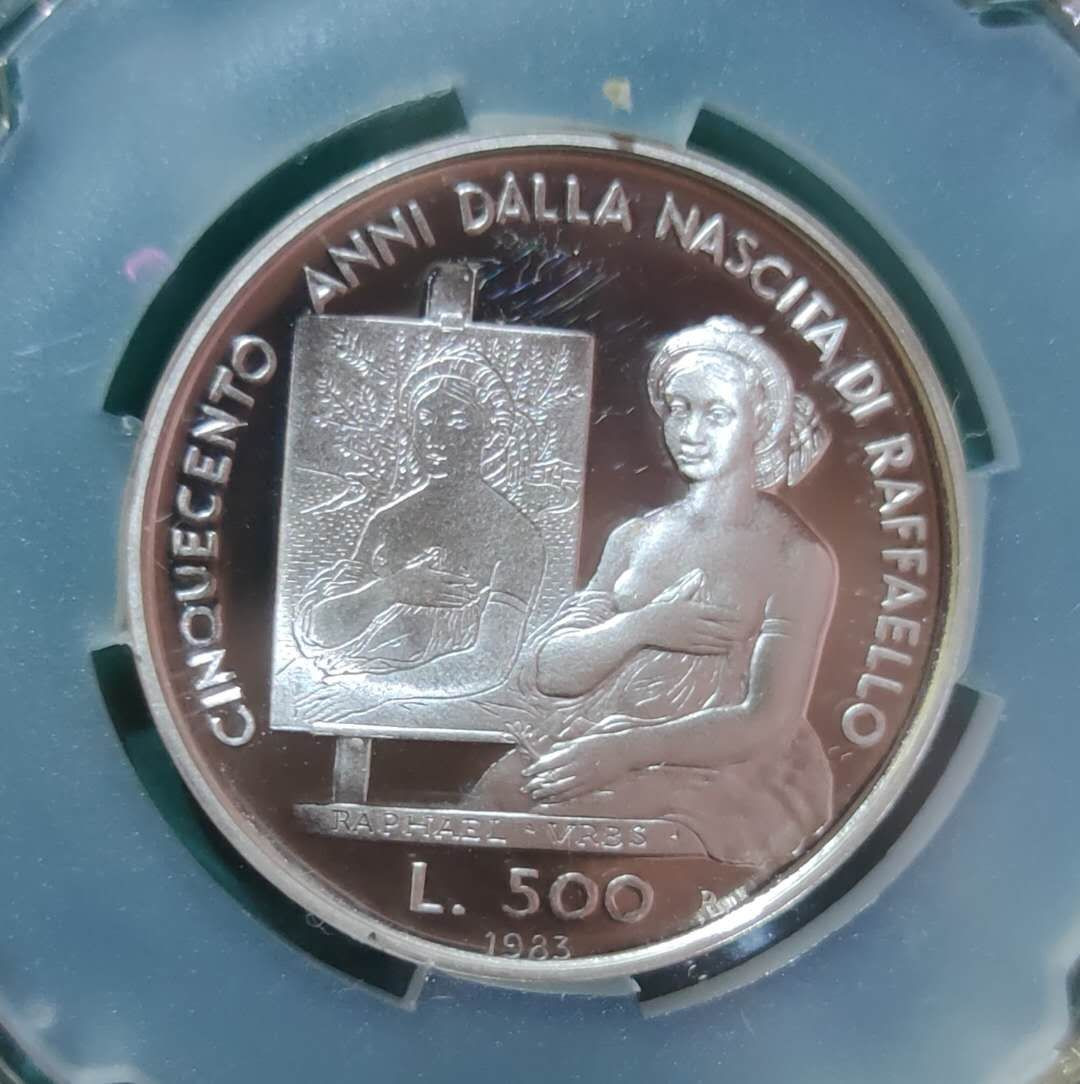 CINQUECENTO ANNI DALLA NASCITA DI RAFFAELLO
RAPHAEL · VRBS ·
L. 500
1983